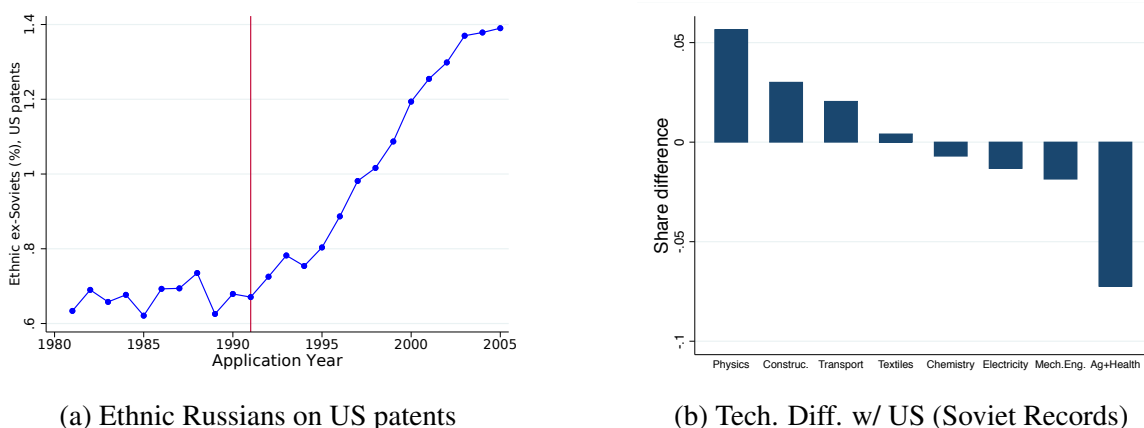 Ethnic ex-Soviets (%), US patents
1.4
1.2
1
.8
.6
1980 1985 1990 1995 2000 2005
Application Year
(a) Ethnic Russians on US patents
Share difference
.05
0
-.05
-.1
Physics Construc. Transport Textiles Chemistry Electricity Mech.Eng. Ag+Health
(b) Tech. Diff. w/ US (Soviet Records)